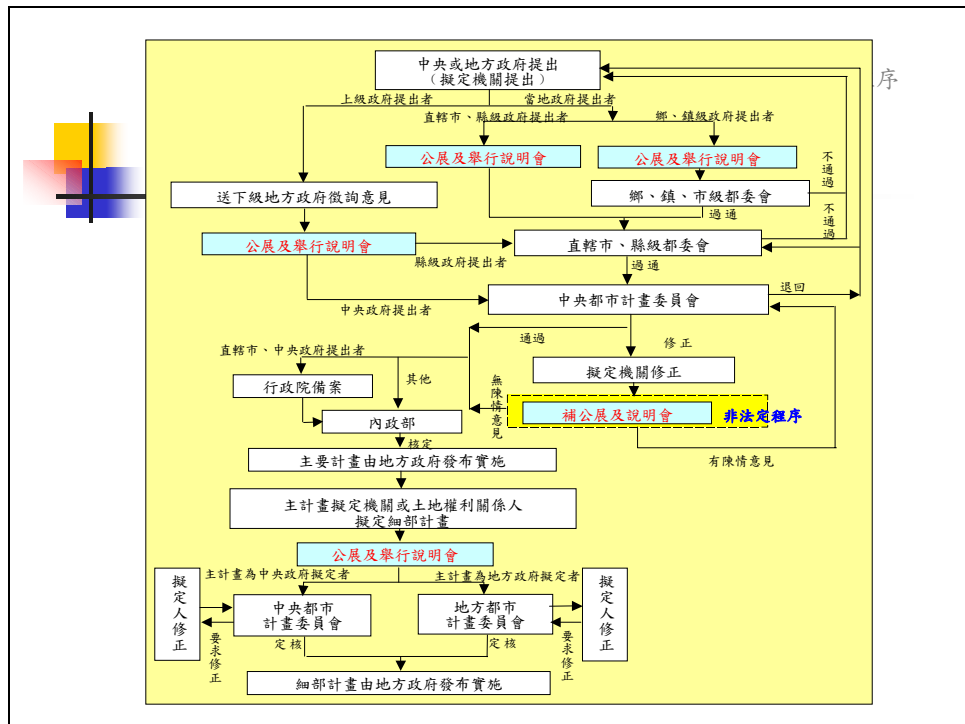 中央或地方政府提出
（擬定機關提出）
序
上級政府提出者
當地政府提出者
直轄市、縣級政府提出者
鄉、鎮級政府提出者
公展及舉行說明會
公展及舉行說明會
不通過
送下級地方政府徵詢意見
鄉、鎮、市級都委會
過通
不通過
公展及舉行說明會
縣級政府提出者
直轄市、縣級都委會
過通
中央政府提出者
中央都市計畫委員會
退回
通過
修正
直轄市、中央政府提出者
其他
擬定機關修正
行政院備案
無陳情意見
補公展及說明會
非法定程序
內政部
核定
有陳情意見
主要計畫由地方政府發布實施
主計畫擬定機關或土地權利關係人
擬定細部計畫
公展及舉行說明會
主計畫為中央政府擬定者
主計畫為地方政府擬定者
擬定人修正
中央都市
計畫委員會
地方都市
計畫委員會
擬定人修正
要求修正
定核
定核
要求修正
細部計畫由地方政府發布實施